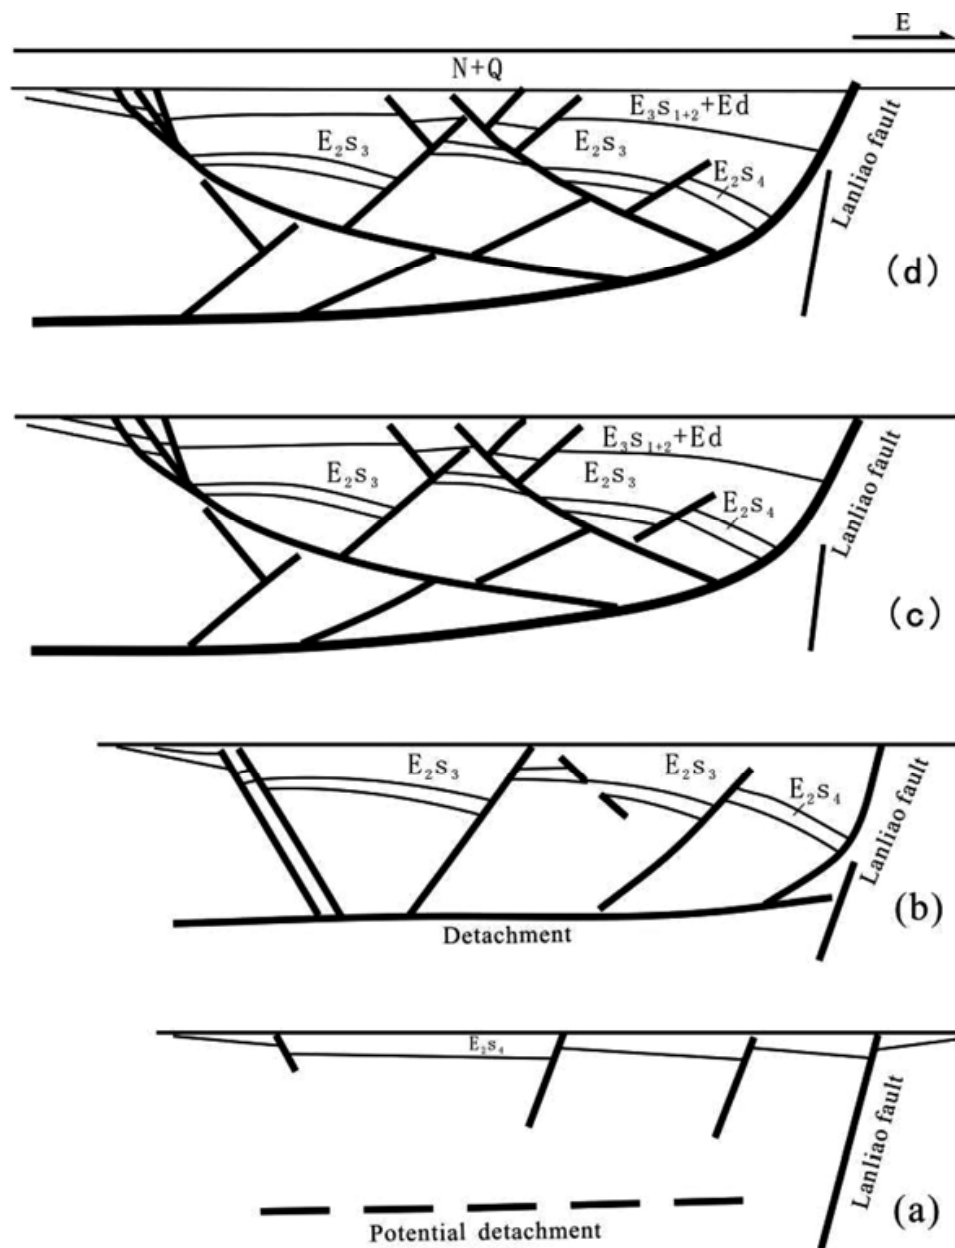 E
N+Q
E₃s₁₊₂+Ed
E₂s₃
E₂s₃
E₂s₄
Lanliao fault
(d)
E₃s₁₊₂+Ed
E₂s₃
E₂s₃
E₂s₄
Lanliao fault
(c)
E₂s₃
E₂s₃
E₂s₄
Lanliao fault
(b)
Detachment
E₂s₄
Lanliao fault
(a)
Potential detachment